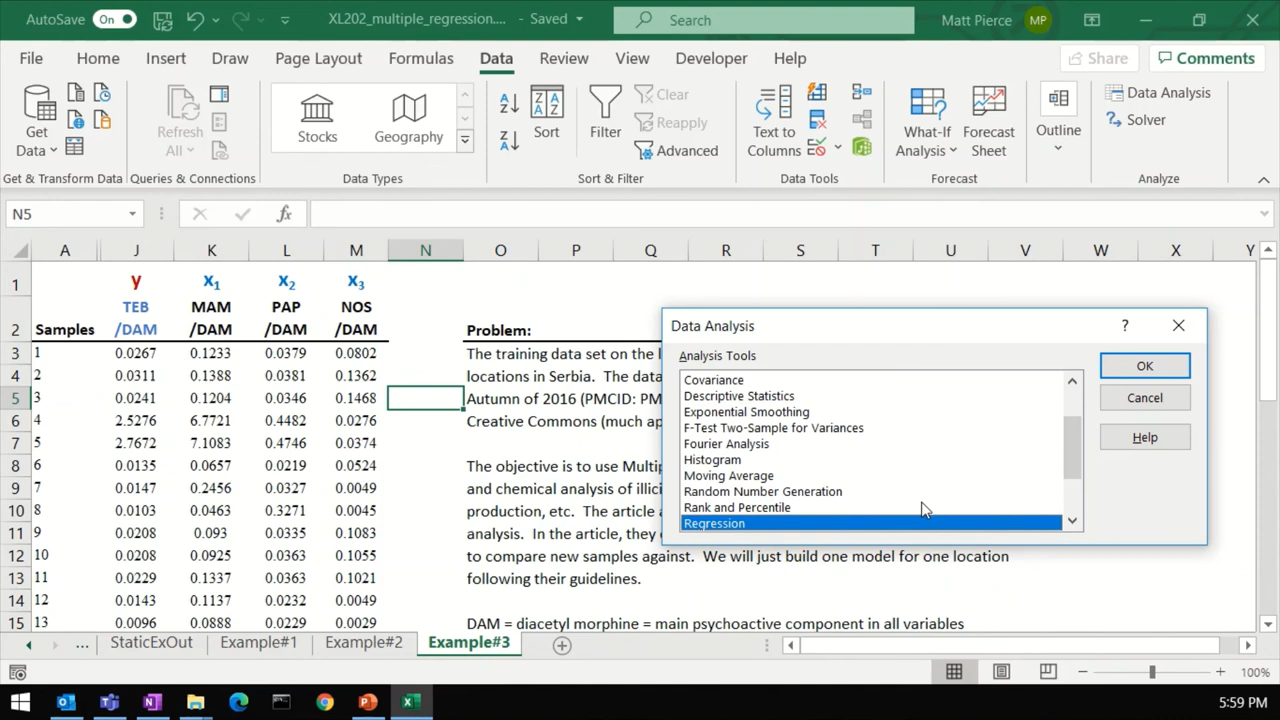 AutoSave On XL202_multiple_regression.... - Saved Search Matt Pierce MP
File Home Insert Draw Page Layout Formulas Data Review View Developer Help Share Comments
Get Data Refresh All Stocks Geography Sort Filter Clear Reapply Advanced Text to Columns What-If Analysis Forecast Sheet Outline Data Analysis Solver
Get & Transform Data Queries & Connections Data Types Sort & Filter Data Tools Forecast Analyze
N5 fx
A J K L M N O P Q R S T U V W X Y
1 y x1 x2 x3
TEB MAM PAP NOS
2 Samples /DAM /DAM /DAM /DAM Problem:
3 1 0.0267 0.1233 0.0379 0.0802 The training data set on the l
4 2 0.0311 0.1388 0.0381 0.1362 locations in Serbia. The data
5 3 0.0241 0.1204 0.0346 0.1468 Autumn of 2016 (PMCID: PM
6 4 2.5276 6.7721 0.4482 0.0276 Creative Commons (much ap
7 5 2.7672 7.1083 0.4746 0.0374
8 6 0.0135 0.0657 0.0219 0.0524 The objective is to use Multip
9 7 0.0147 0.2456 0.0327 0.0049 and chemical analysis of illici
10 8 0.0103 0.0463 0.3271 0.0045 production, etc. The article a
11 9 0.0208 0.093 0.0335 0.1083 analysis. In the article, they c
12 10 0.0208 0.0925 0.0363 0.1055 to compare new samples against. We will just build one model for one location
13 11 0.0229 0.1337 0.0363 0.1021 following their guidelines.
14 12 0.0143 0.1137 0.0232 0.0049
15 13 0.0096 0.0888 0.0229 0.0029 DAM = diacetyl morphine = main psychoactive component in all variables
Data Analysis ?
Analysis Tools
Covariance
Descriptive Statistics
Exponential Smoothing
F-Test Two-Sample for Variances
Fourier Analysis
Histogram
Moving Average
Random Number Generation
Rank and Percentile
Regression
OK
Cancel
Help
... StaticExOut Example#1 Example#2 Example#3
100%
5:59 PM